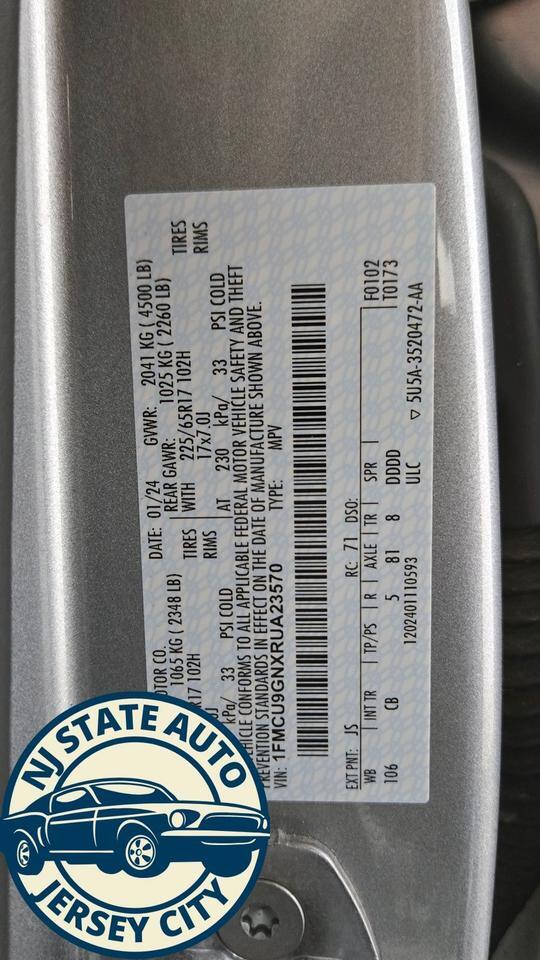 DATE: 01/24 GVWR: 2041 KG ( 4500 LB)
OTOR CO.
1065 KG ( 2348 LB) REAR GAWR: 1025 KG ( 2260 LB)
R17 102H TIRES WITH 225/65R17 102H TIRES
0J RIMS 17x7.0J RIMS
kPa/ 33 PSI COLD AT 230 kPa/ 33 PSI COLD
VEHICLE CONFORMS TO ALL APPLICABLE FEDERAL MOTOR VEHICLE SAFETY AND THEFT
PREVENTION STANDARDS IN EFFECT ON THE DATE OF MANUFACTURE SHOWN ABOVE.
VIN: 1FMCU9GNXRUA23570 TYPE: MPV
EXT PNT: JS RC: 71 DSO: F0102
WB INT TR TP/PS R AXLE TR SPR T0173
106 CB 5 81 8 DDDD
ULC
1202401110593 ▽ 5U5A-3520472-AA
NJ STATE AUTO
JERSEY CITY